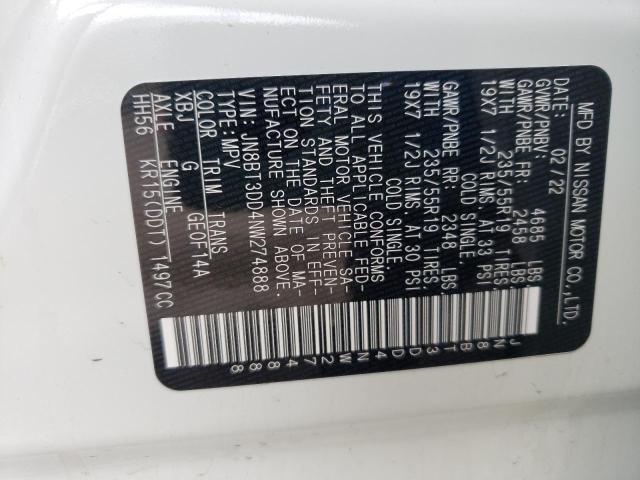 MFD BY NISSAN MOTOR CO.,LTD.
DATE: 02/22
GVWR/PNBV: 4685 LBS.
GAWR/PNBE FR: 2458 LBS.
WITH 235/55R19 TIRES,
19X7 1/2J RIMS, AT 33 PSI
COLD SINGLE.
GAWR/PNBE RR: 2348 LBS.
WITH 235/55R19 TIRES,
19X7 1/2J RIMS, AT 30 PSI
COLD SINGLE.
THIS VEHICLE CONFORMS
TO ALL APPLICABLE FED-
ERAL MOTOR VEHICLE SA-
FETY AND THEFT PREVEN-
TION STANDARDS IN EFF-
ECT ON THE DATE OF MA-
NUFACTURE SHOWN ABOVE.
VIN: JN8BT3DD4NW274888
TYPE: MPV
COLOR TRIM TRANS
XBJ G GE0F14A
AXLE ENGINE
HH56 KR15(DDT) 1497CC
JN8BT3DD4NW274888